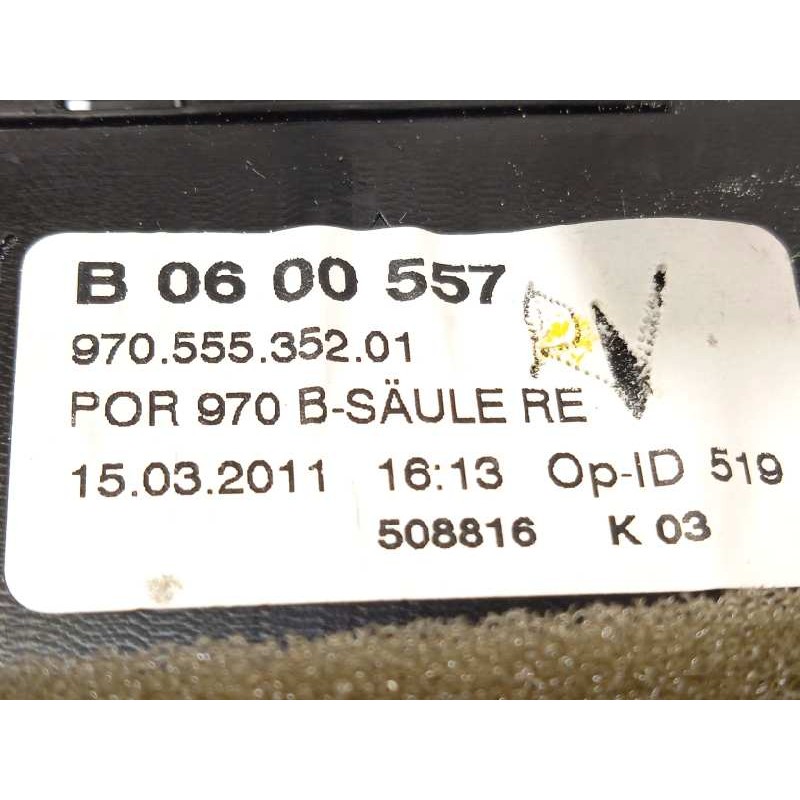 B 06 00 557
970.555.352.01
POR 970 B-SÄULE RE
15.03.2011 16:13 Op-ID 519
508816 K 03